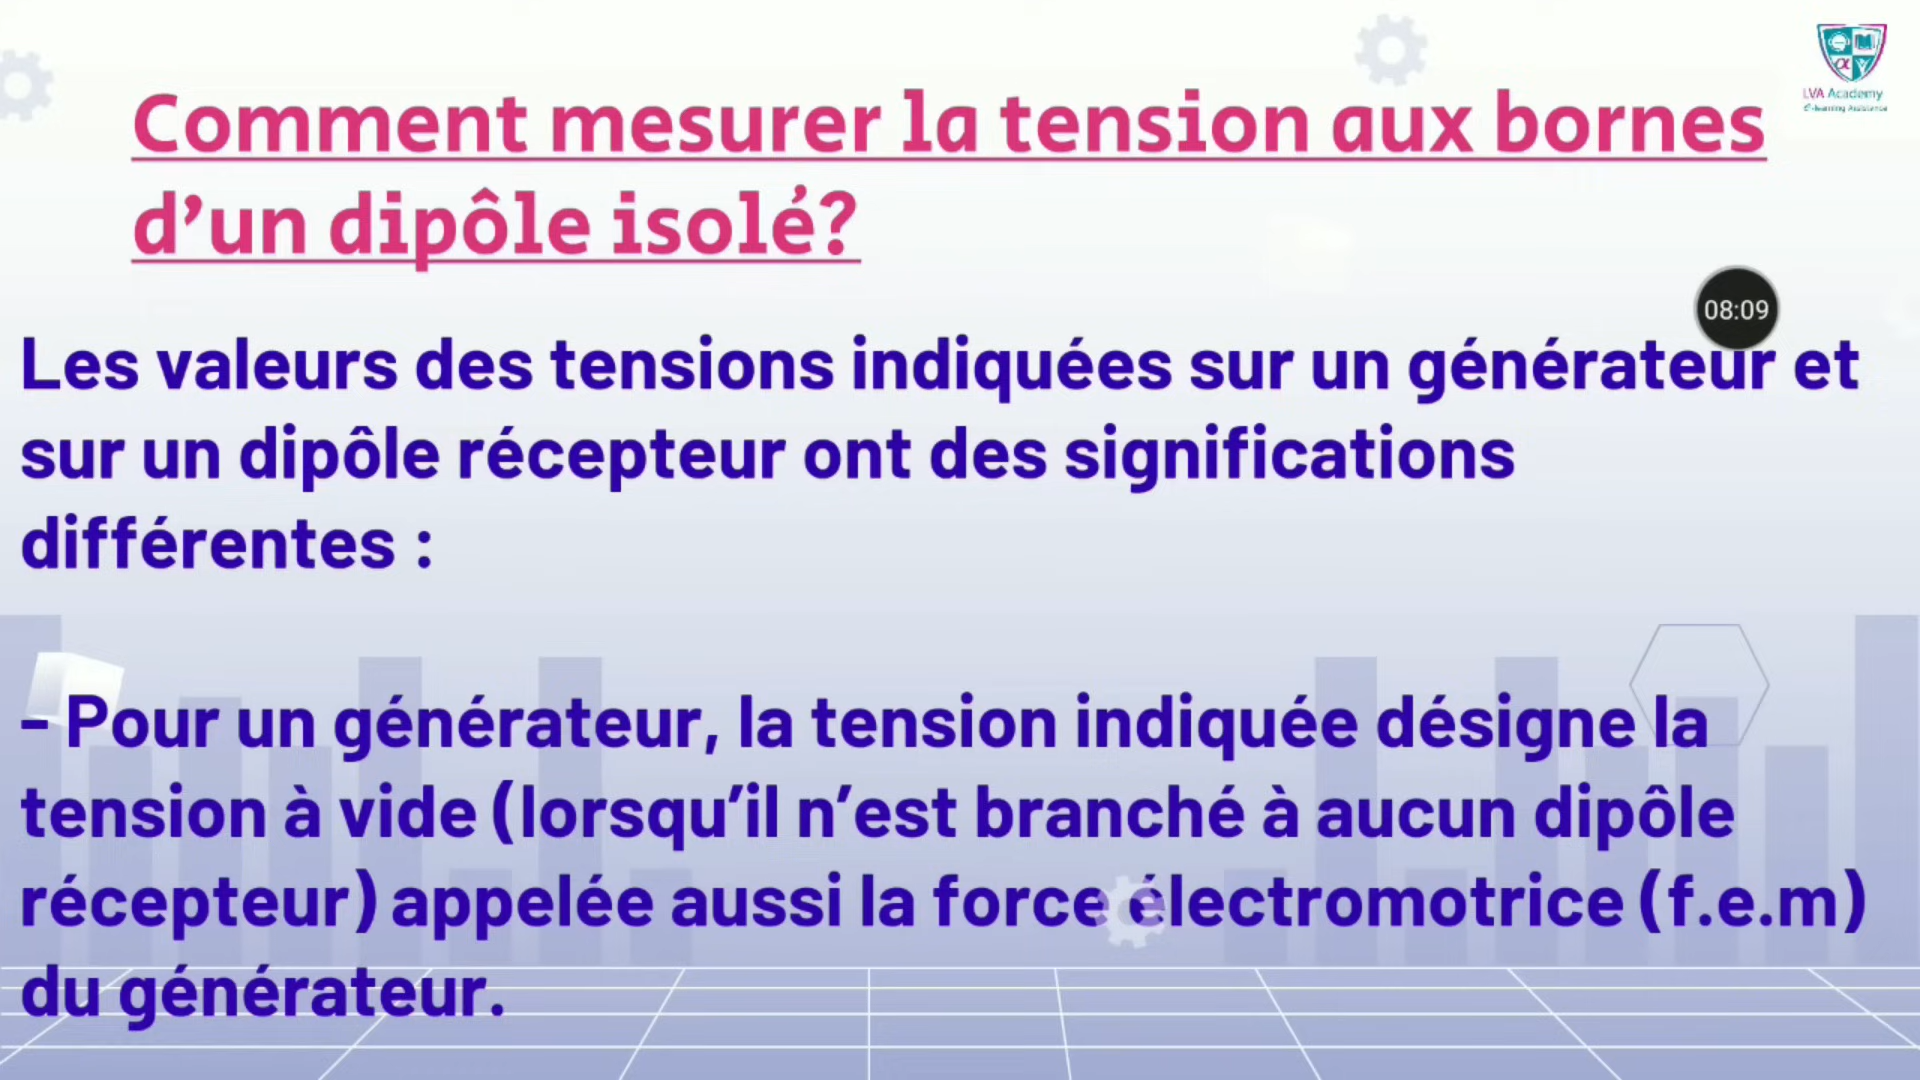 LVA Academy
e-learning Assistance
Comment mesurer la tension aux bornes
d'un dipôle isolé?
08:09
Les valeurs des tensions indiquées sur un générateur et
sur un dipôle récepteur ont des significations
différentes :
- Pour un générateur, la tension indiquée désigne la
tension à vide (lorsqu'il n'est branché à aucun dipôle
récepteur) appelée aussi la force électromotrice (f.e.m)
du générateur.